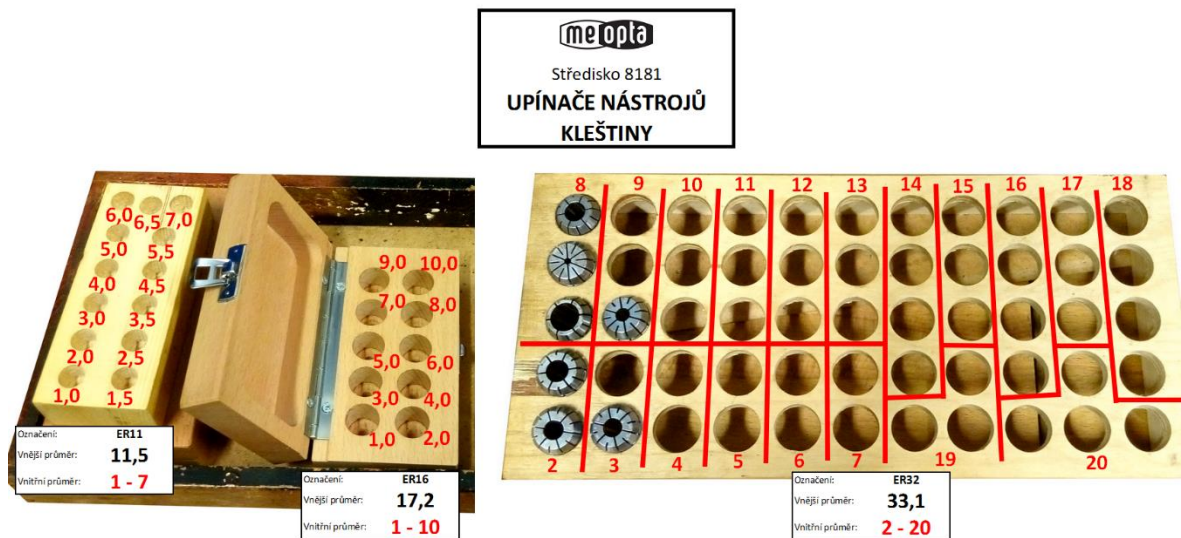 meopta
Středisko 8181
UPÍNAČE NÁSTROJŮ
KLEŠTINY
6,0 6,5 7,0
5,0 5,5
4,0 4,5
3,0 3,5
2,0 2,5
1,0 1,5
Označení: ER11
Vnější průměr: 11,5
Vnitřní průměr: 1 - 7
9,0 10,0
7,0 8,0
5,0 6,0
3,0 4,0
1,0 2,0
Označení: ER16
Vnější průměr: 17,2
Vnitřní průměr: 1 - 10
8 9 10 11 12 13 14 15 16 17 18
2 3 4 5 6 7 19 20
Označení: ER32
Vnější průměr: 33,1
Vnitřní průměr: 2 - 20